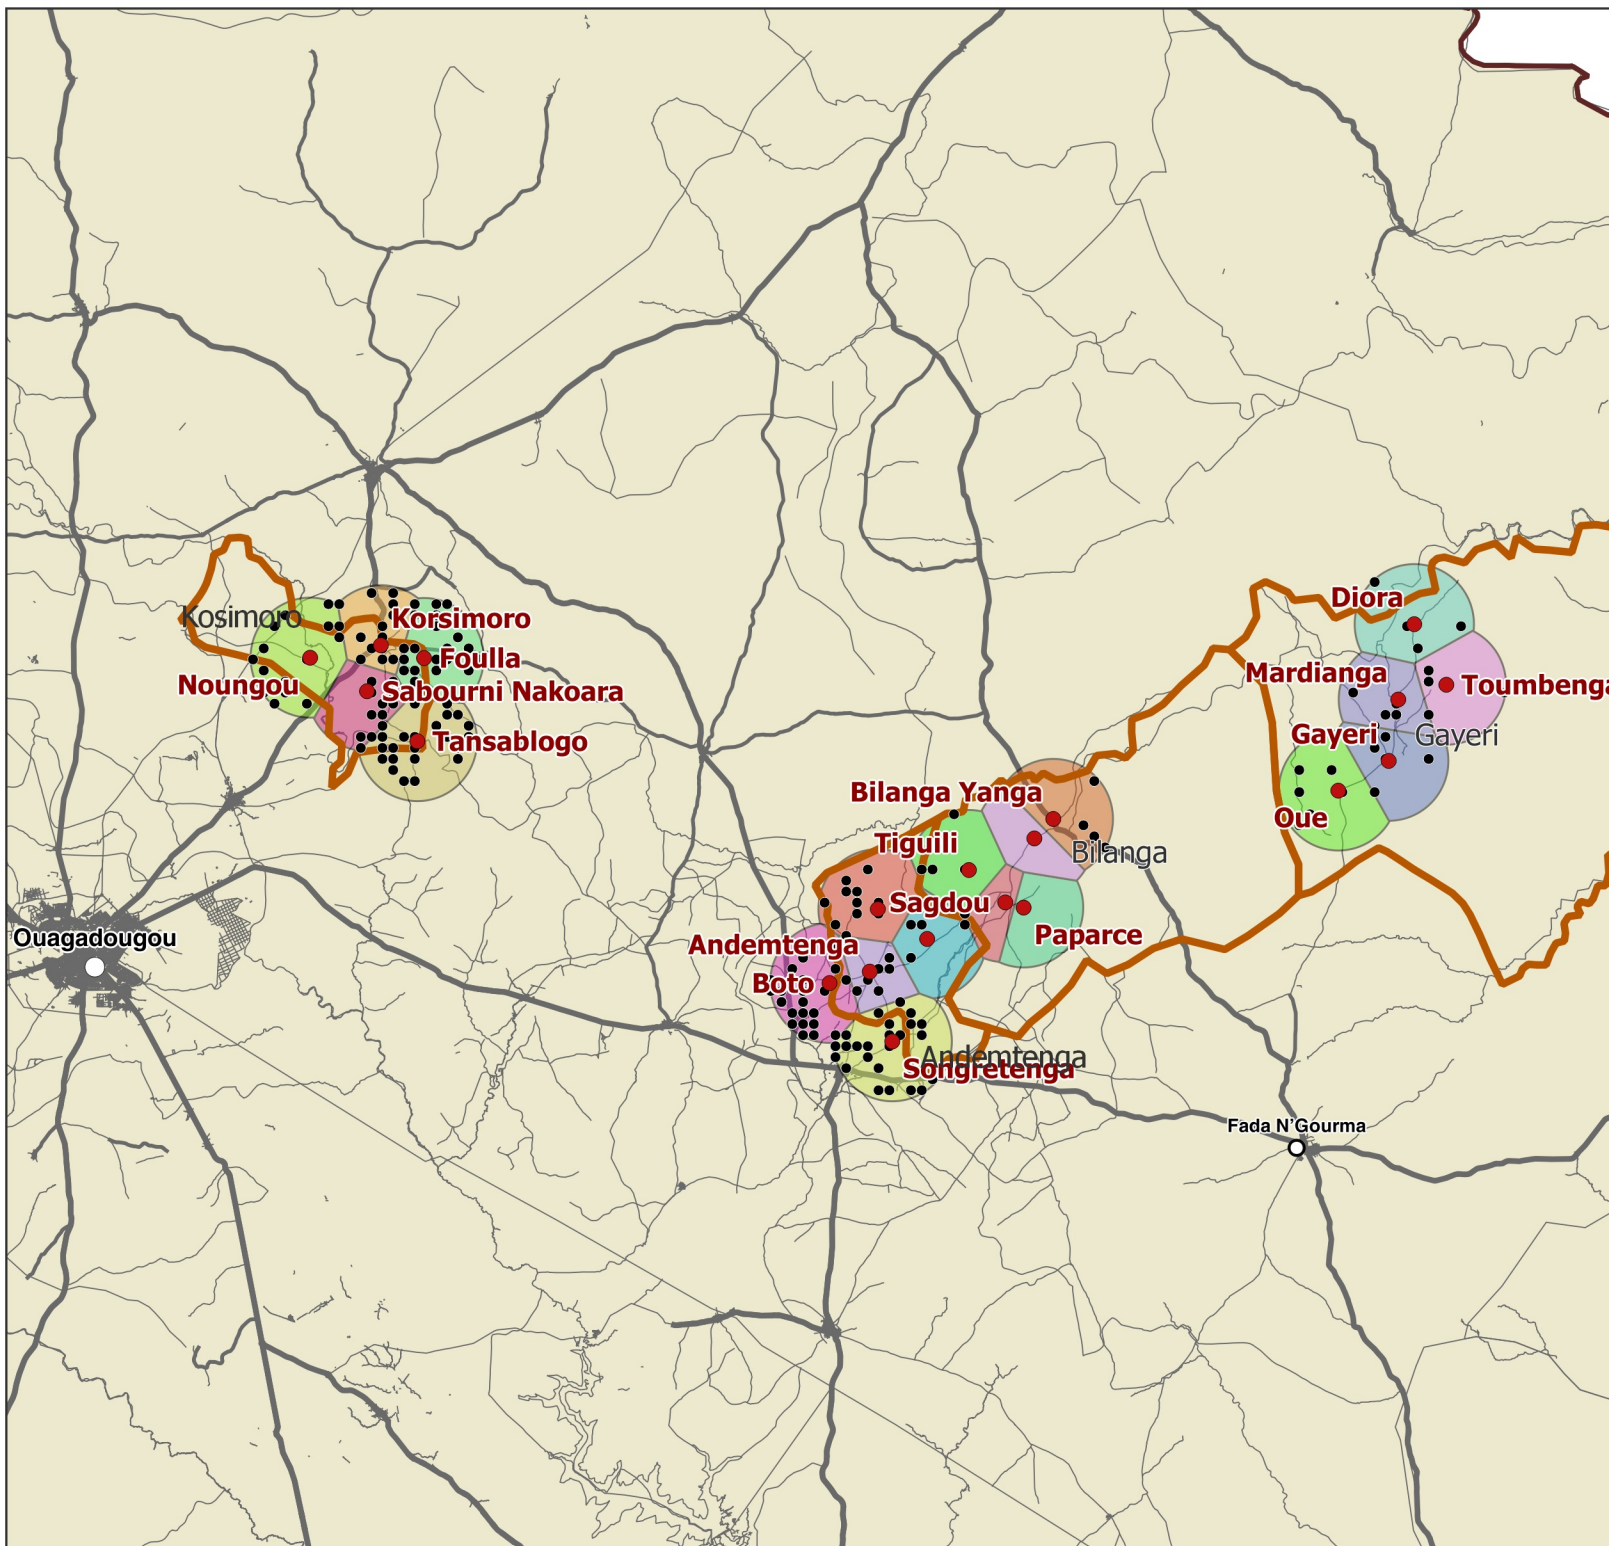 Diora
Kosimoro
Korsimoro
Foulla
Mardianga
Noungou
Sabourni Nakoara
Toumbenga
Gayeri
Gayeri
Tansablogo
Bilanga Yanga
Oue
Tiguili
Bilanga
Sagdou
Ouagadougou
Andemtenga
Paparce
Boto
Andemtenga
Songretenga
Fada N'Gourma